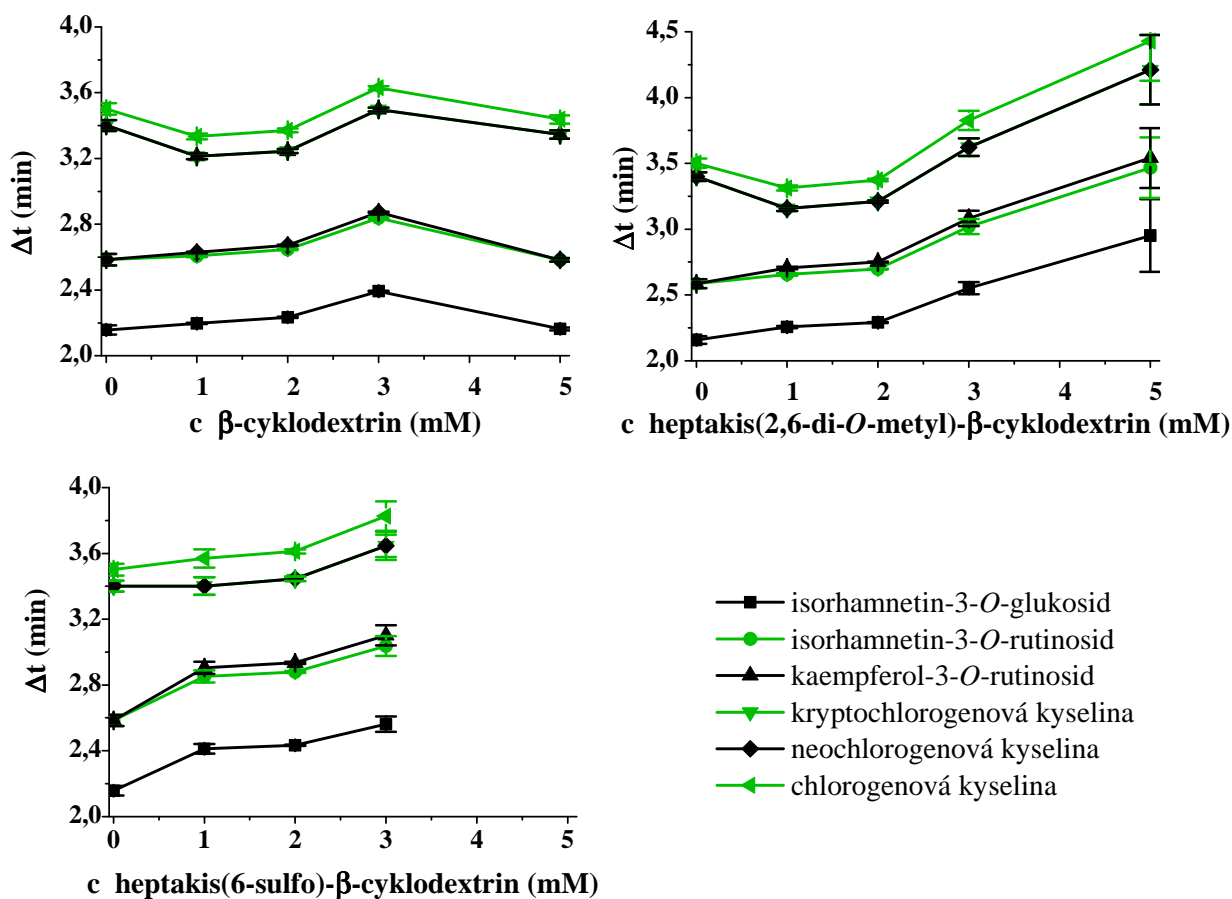 4,0
3,6
3,2
2,8
2,4
2,0
Δt (min)
0 1 2 3 4 5
c β-cyklodextrin (mM)
4,5
4,0
3,5
3,0
2,5
2,0
Δt (min)
0 1 2 3 4 5
c heptakis(2,6-di-O-metyl)-β-cyklodextrin (mM)
4,0
3,6
3,2
2,8
2,4
2,0
Δt (min)
0 1 2 3 4 5
c heptakis(6-sulfo)-β-cyklodextrin (mM)
isorhamnetin-3-O-glukosid
isorhamnetin-3-O-rutinosid
kaempferol-3-O-rutinosid
kryptochlorogenová kyselina
neochlorogenová kyselina
chlorogenová kyselina